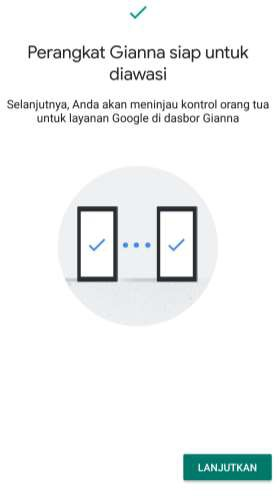 Perangkat Gianna siap untuk
diawasi
Selanjutnya, Anda akan meninjau kontrol orang tua
untuk layanan Google di dasbor Gianna
LANJUTKAN